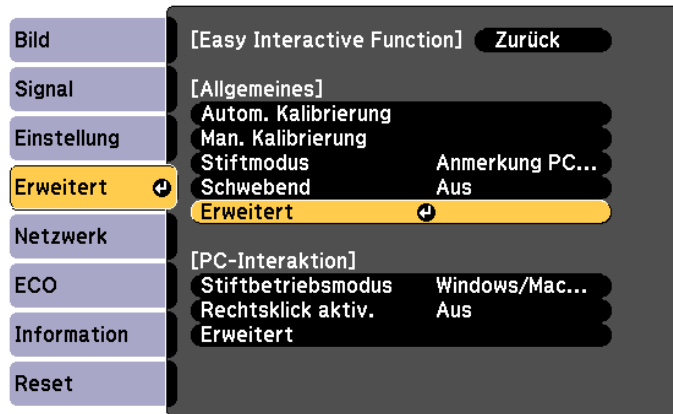 Bild
Signal
Einstellung
Erweitert
Netzwerk
ECO
Information
Reset
[Easy Interactive Function] Zurück
[Allgemeines]
Autom. Kalibrierung
Man. Kalibrierung
Stiftmodus Anmerkung PC...
Schwebend Aus
Erweitert
[PC-Interaktion]
Stiftbetriebsmodus Windows/Mac...
Rechtsklick aktiv. Aus
Erweitert